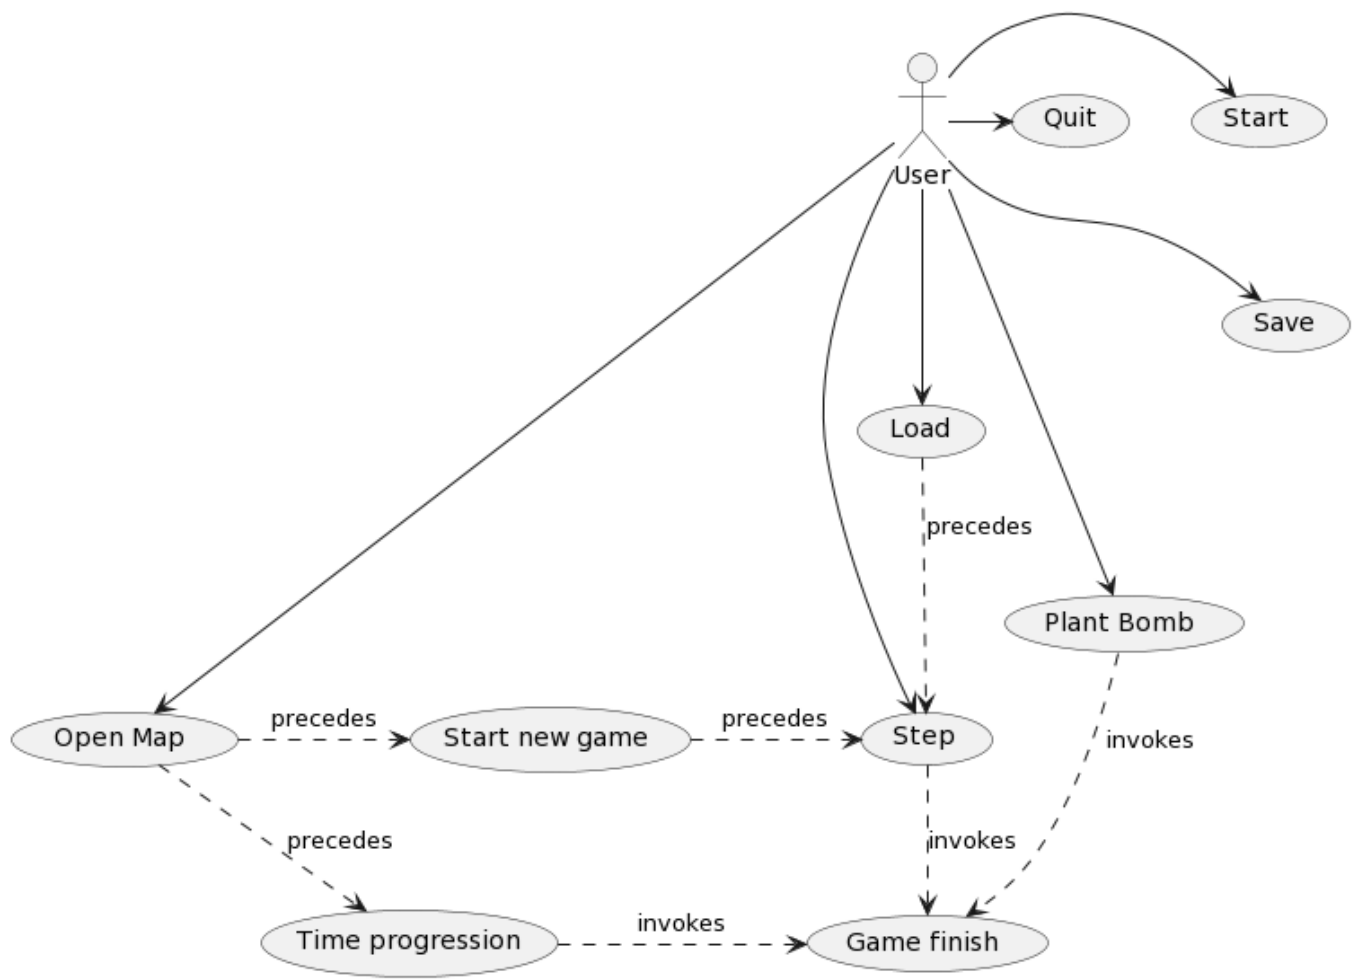 Quit
Start
User
Save
Load
precedes
Plant Bomb
precedes
precedes
Open Map
Start new game
Step
invokes
precedes
invokes
invokes
Time progression
Game finish